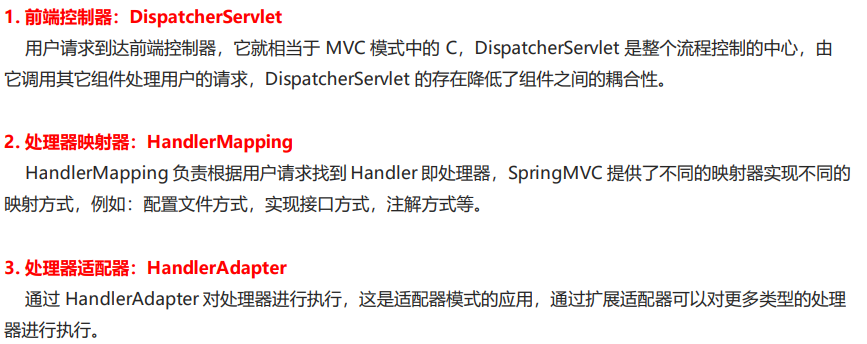 1. 前端控制器：DispatcherServlet
用户请求到达前端控制器，它就相当于 MVC 模式中的 C，DispatcherServlet 是整个流程控制的中心，由
它调用其它组件处理用户的请求，DispatcherServlet 的存在降低了组件之间的耦合性。
2. 处理器映射器：HandlerMapping
HandlerMapping 负责根据用户请求找到 Handler 即处理器，SpringMVC 提供了不同的映射器实现不同的
映射方式，例如：配置文件方式，实现接口方式，注解方式等。
3. 处理器适配器：HandlerAdapter
通过 HandlerAdapter 对处理器进行执行，这是适配器模式的应用，通过扩展适配器可以对更多类型的处理
器进行执行。